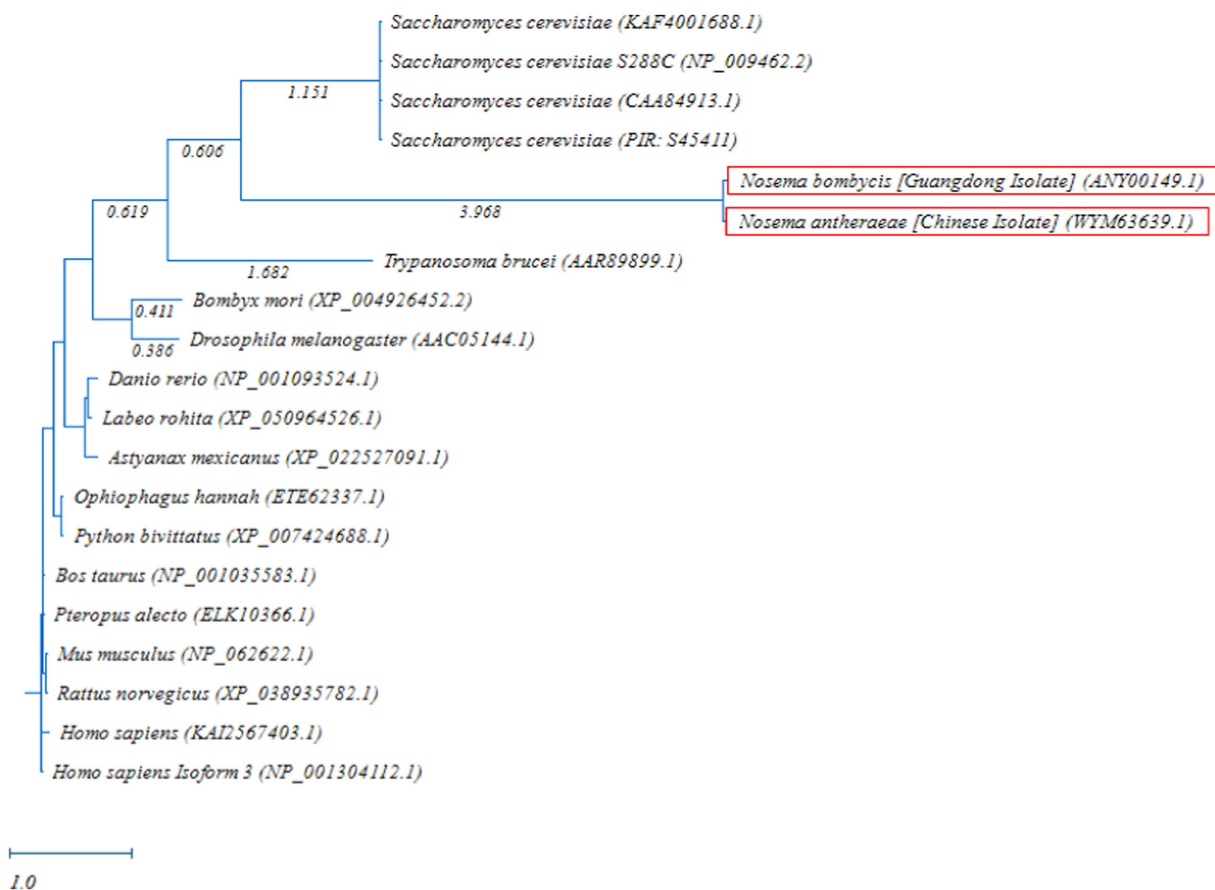 Saccharomyces cerevisiae (KAF4001688.1)
Saccharomyces cerevisiae S288C (NP_009462.2)
1.151
Saccharomyces cerevisiae (CAA84913.1)
Saccharomyces cerevisiae (PIR: S45411)
0.606
Nosema bombycis [Guangdong Isolate] (ANY00149.1)
0.619
3.968
Nosema antheraeae [Chinese Isolate] (WYM63639.1)
Trypanosoma brucei (AAR89899.1)
1.682
Bombyx mori (XP_004926452.2)
0.411
Drosophila melanogaster (AAC05144.1)
0.386
Danio rerio (NP_001093524.1)
Labeo rohita (XP_050964526.1)
Astyanax mexicanus (XP_022527091.1)
Ophiophagus hannah (ETE62337.1)
Python bivittatus (XP_007424688.1)
Bos taurus (NP_001035583.1)
Pteropus alecto (ELK10366.1)
Mus musculus (NP_062622.1)
Rattus norvegicus (XP_038935782.1)
Homo sapiens (KAI2567403.1)
Homo sapiens Isoform 3 (NP_001304112.1)
1.0